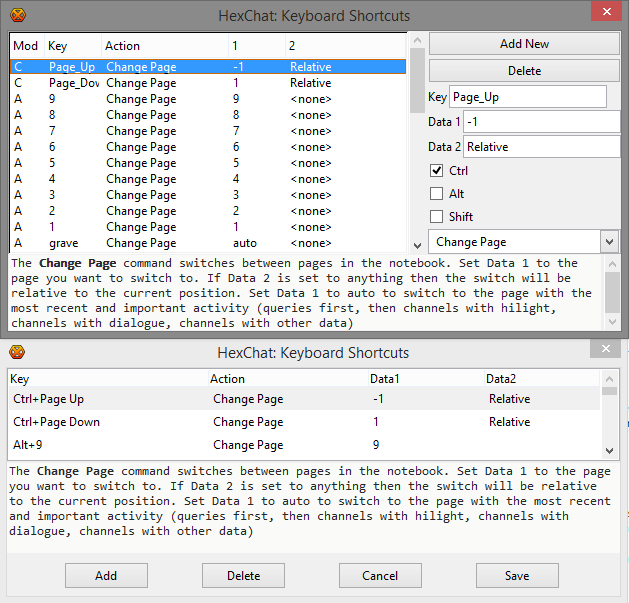 HexChat: Keyboard Shortcuts
Mod Key Action 1 2
C Page_Up Change Page -1 Relative
C Page_Dov Change Page 1 Relative
A 9 Change Page 9 <none>
A 8 Change Page 8 <none>
A 7 Change Page 7 <none>
A 6 Change Page 6 <none>
A 5 Change Page 5 <none>
A 4 Change Page 4 <none>
A 3 Change Page 3 <none>
A 2 Change Page 2 <none>
A 1 Change Page 1 <none>
A grave Change Page auto <none>
Add New
Delete
Key Page_Up
Data 1 -1
Data 2 Relative
Ctrl
Alt
Shift
Change Page
The Change Page command switches between pages in the notebook. Set Data 1 to the
page you want to switch to. If Data 2 is set to anything then the switch will be
relative to the current position. Set Data 1 to auto to switch to the page with the
most recent and important activity (queries first, then channels with hilight,
channels with dialogue, channels with other data)
HexChat: Keyboard Shortcuts
Key Action Data1 Data2
Ctrl+Page Up Change Page -1 Relative
Ctrl+Page Down Change Page 1 Relative
Alt+9 Change Page 9
The Change Page command switches between pages in the notebook. Set Data 1 to the page
you want to switch to. If Data 2 is set to anything then the switch will be relative
to the current position. Set Data 1 to auto to switch to the page with the most recent
and important activity (queries first, then channels with hilight, channels with
dialogue, channels with other data)
Add Delete Cancel Save